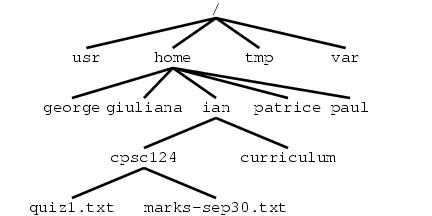 /
usr home tmp var
george giuliana ian patrice paul
cpsc124 curriculum
quiz1.txt marks-sep30.txt